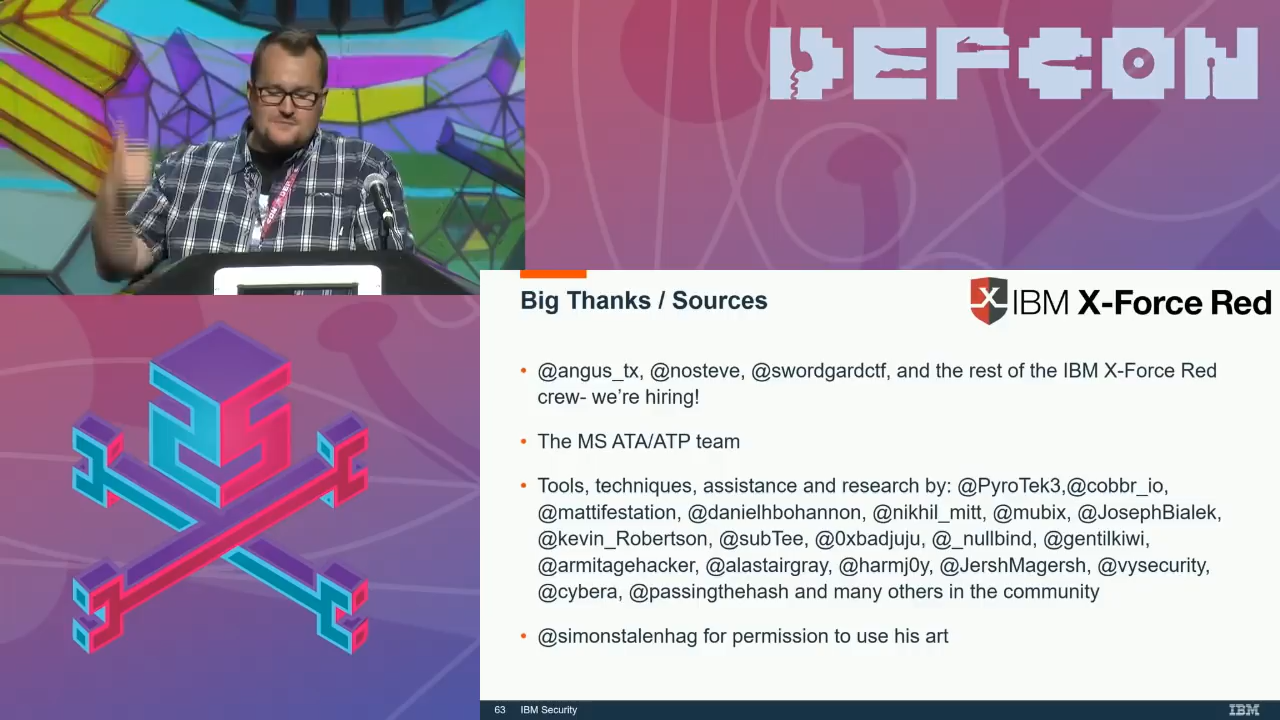 DEFCON
Big Thanks / Sources
IBM X-Force Red
• @angus_tx, @nosteve, @swordgardctf, and the rest of the IBM X-Force Red
crew- we're hiring!
• The MS ATA/ATP team
• Tools, techniques, assistance and research by: @PyroTek3,@cobbr_io,
@mattifestation, @danielhbohannon, @nikhil_mitt, @mubix, @JosephBialek,
@kevin_Robertson, @subTee, @0xbadjuju, @_nullbind, @gentilkiwi,
@armitagehacker, @alastairgray, @harmj0y, @JershMagersh, @vysecurity,
@cybera, @passingthehash and many others in the community
• @simonstalenhag for permission to use his art
63 IBM Security
IBM